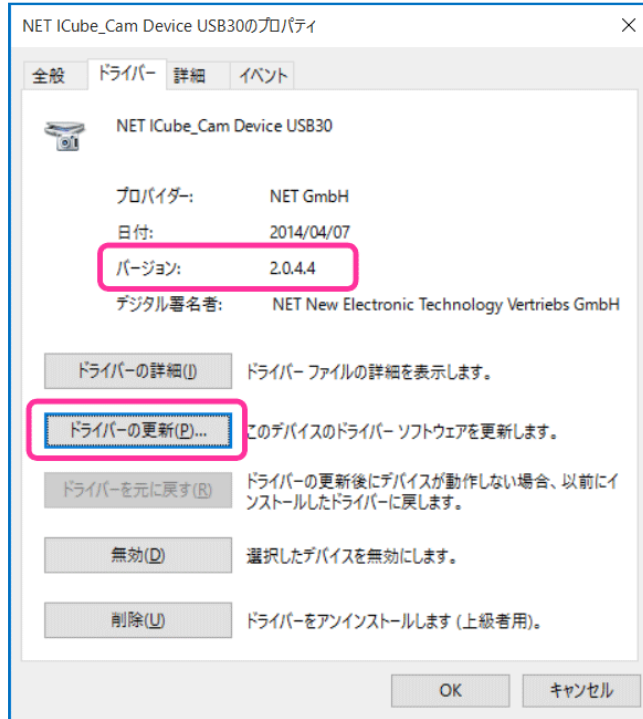 NET ICube_Cam Device USB30のプロパティ
全般 ドライバー 詳細 イベント
NET ICube_Cam Device USB30
プロバイダー: NET GmbH
日付: 2014/04/07
バージョン: 2.0.4.4
デジタル署名者: NET New Electronic Technology Vertriebs GmbH
ドライバーの詳細(I) ドライバー ファイルの詳細を表示します。
ドライバーの更新(P)... このデバイスのドライバー ソフトウェアを更新します。
ドライバーを元に戻す(R) ドライバーの更新後にデバイスが動作しない場合、以前にイ
ンストールしたドライバーに戻します。
無効(D) 選択したデバイスを無効にします。
削除(U) ドライバーをアンインストールします (上級者用)。
OK キャンセル